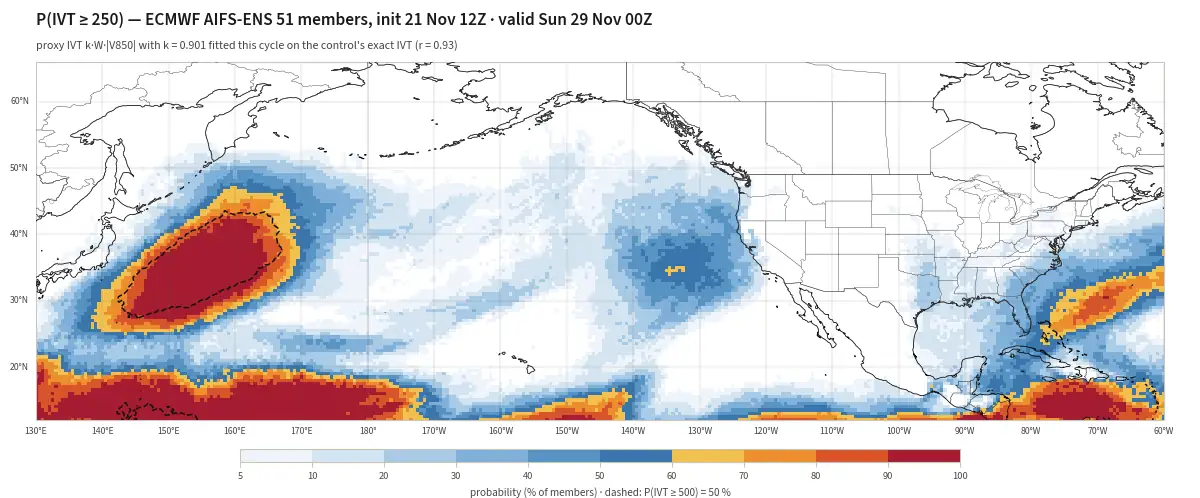 P(IVT ≥ 250) — ECMWF AIFS-ENS 51 members, init 21 Nov 12Z · valid Sun 29 Nov 00Z
proxy IVT k·W·|V850| with k = 0.901 fitted this cycle on the control's exact IVT (r = 0.93)
60°N
50°N
40°N
30°N
20°N
130°E 140°E 150°E 160°E 170°E 180° 170°W 160°W 150°W 140°W 130°W 120°W 110°W 100°W 90°W 80°W 70°W 60°W
5 10 20 30 40 50 60 70 80 90 100
probability (% of members) · dashed: P(IVT ≥ 500) = 50 %